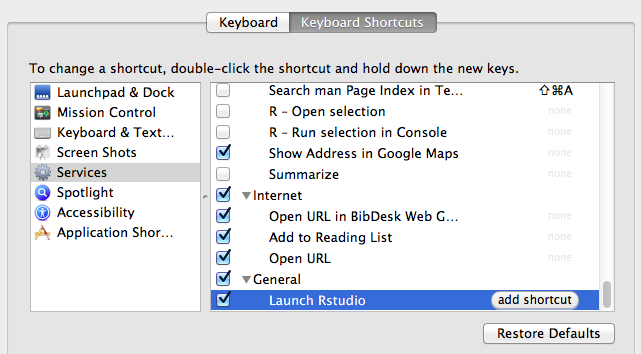 Keyboard Keyboard Shortcuts
To change a shortcut, double-click the shortcut and hold down the new keys.
Launchpad & Dock
Mission Control
Keyboard & Text...
Screen Shots
Services
Spotlight
Accessibility
Application Shor...
Search man Page Index in Te... ⇧⌘A
R – Open selection none
R – Run selection in Console none
Show Address in Google Maps none
Summarize none
Internet
Open URL in BibDesk Web G... none
Add to Reading List none
Open URL none
General
Launch Rstudio add shortcut
Restore Defaults